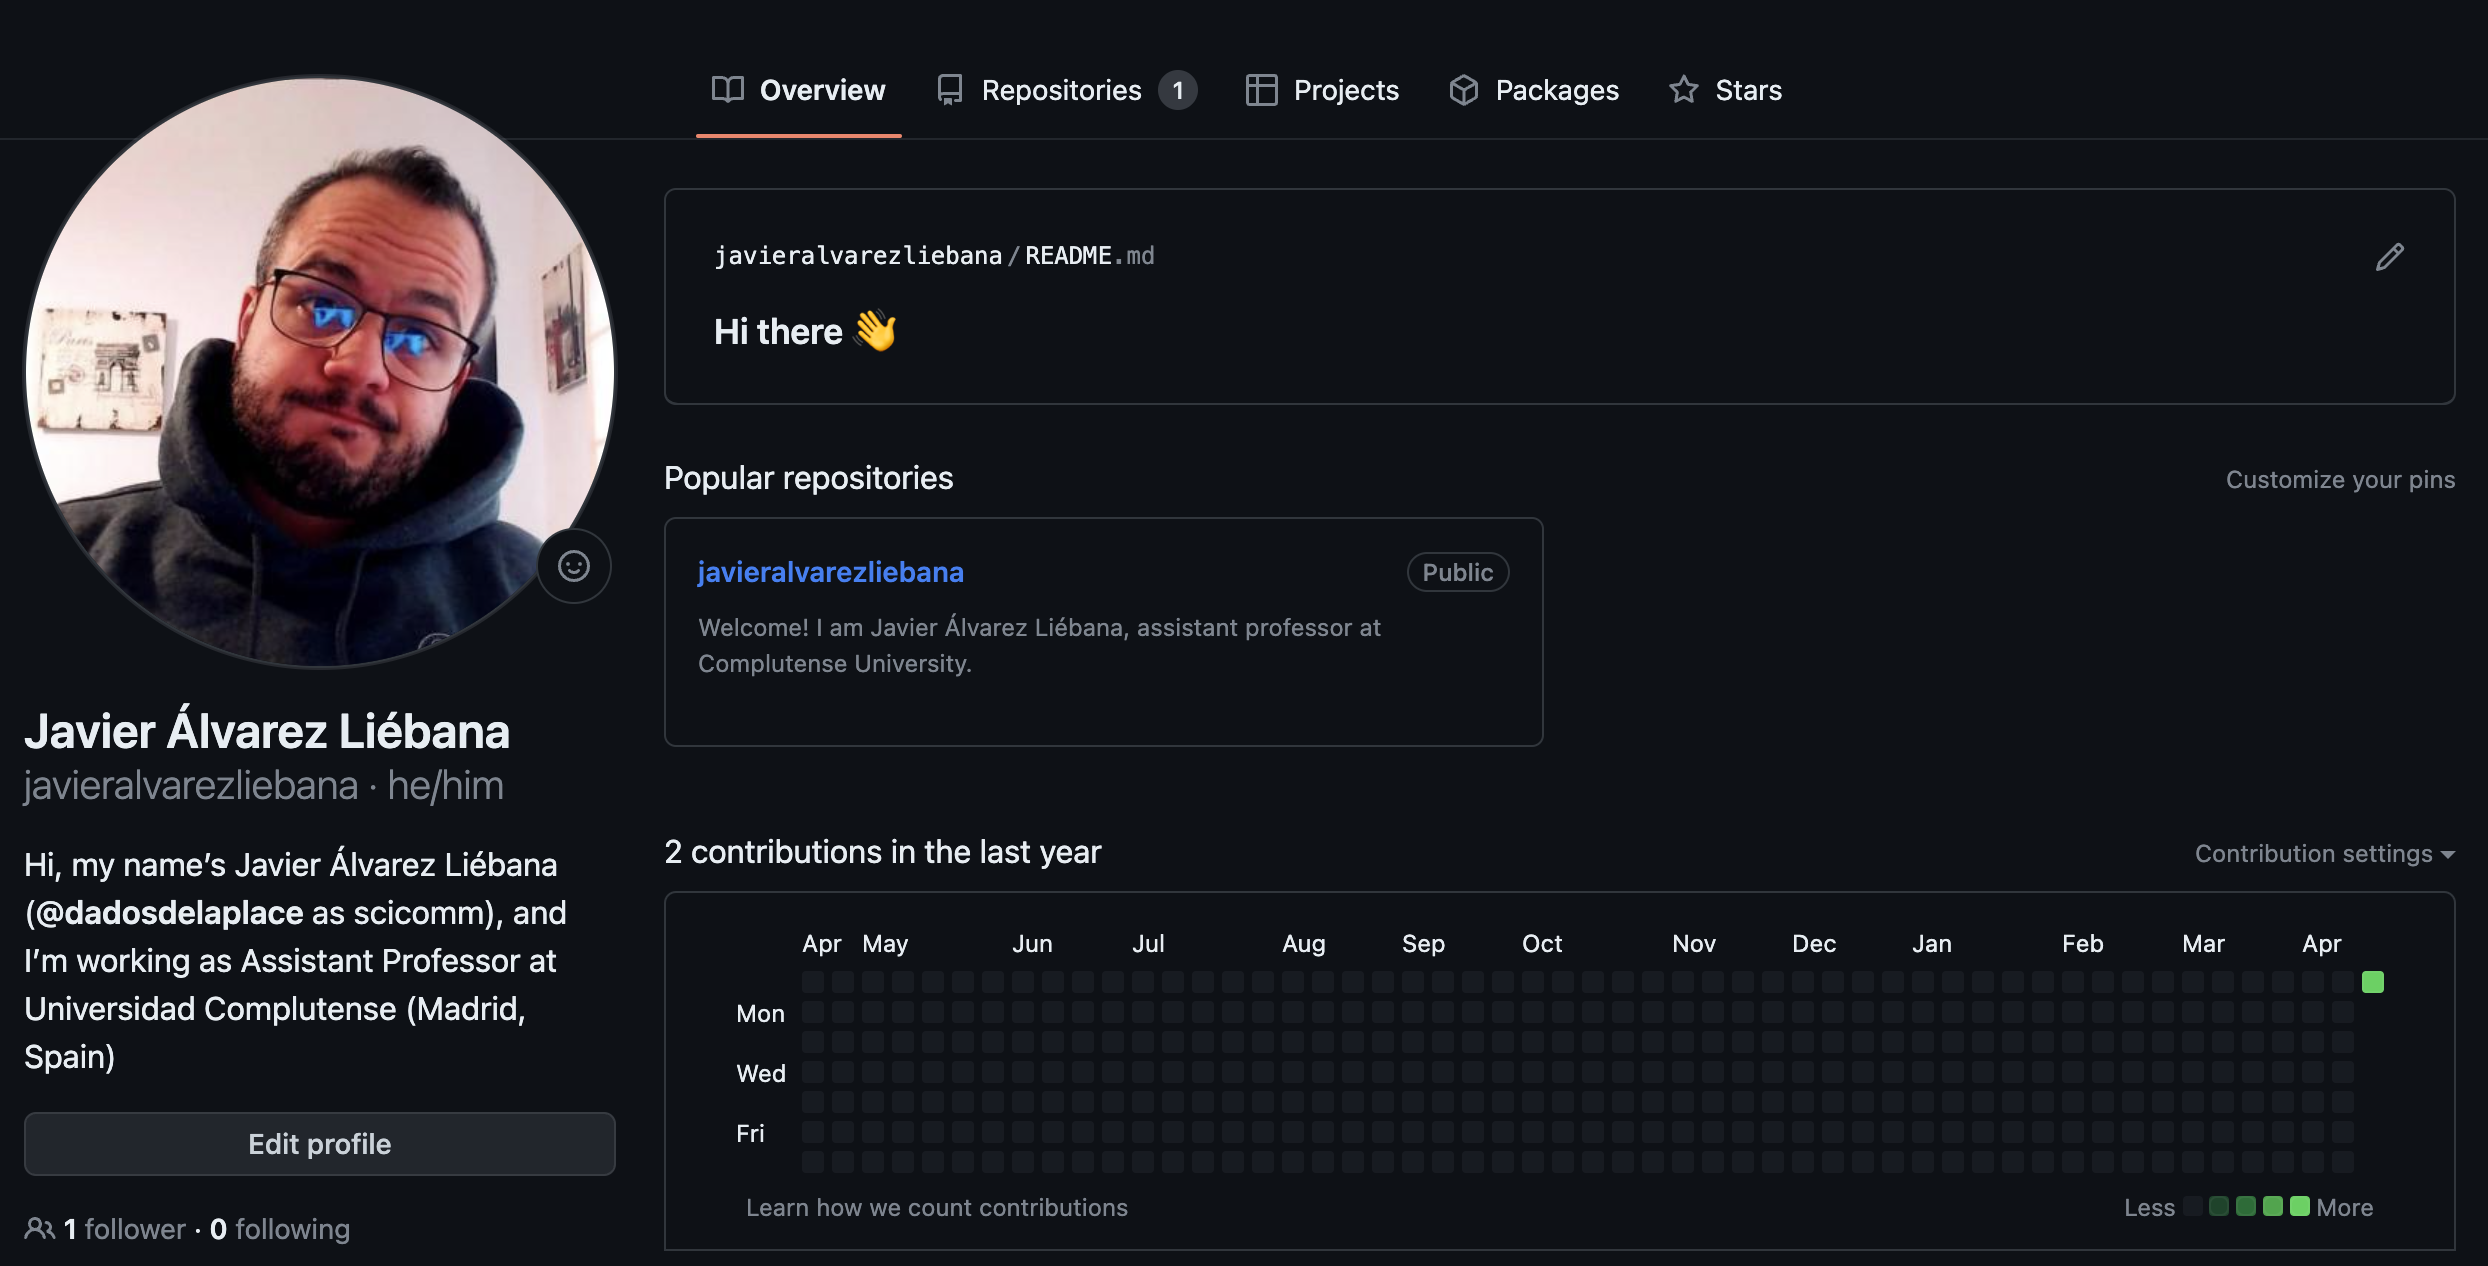 Overview Repositories 1 Projects Packages Stars
javieralvarezliebana/README.md
Hi there 👋
Popular repositories Customize your pins
javieralvarezliebana Public
Welcome! I am Javier Álvarez Liébana, assistant professor at
Complutense University.
Paris
Javier Álvarez Liébana
javieralvarezliebana · he/him
Hi, my name’s Javier Álvarez Liébana
(@dadosdelaplace as scicomm), and
I’m working as Assistant Professor at
Universidad Complutense (Madrid,
Spain)
Edit profile
1 follower · 0 following
2 contributions in the last year Contribution settings
Apr May Jun Jul Aug Sep Oct Nov Dec Jan Feb Mar Apr
Mon
Wed
Fri
Learn how we count contributions Less More